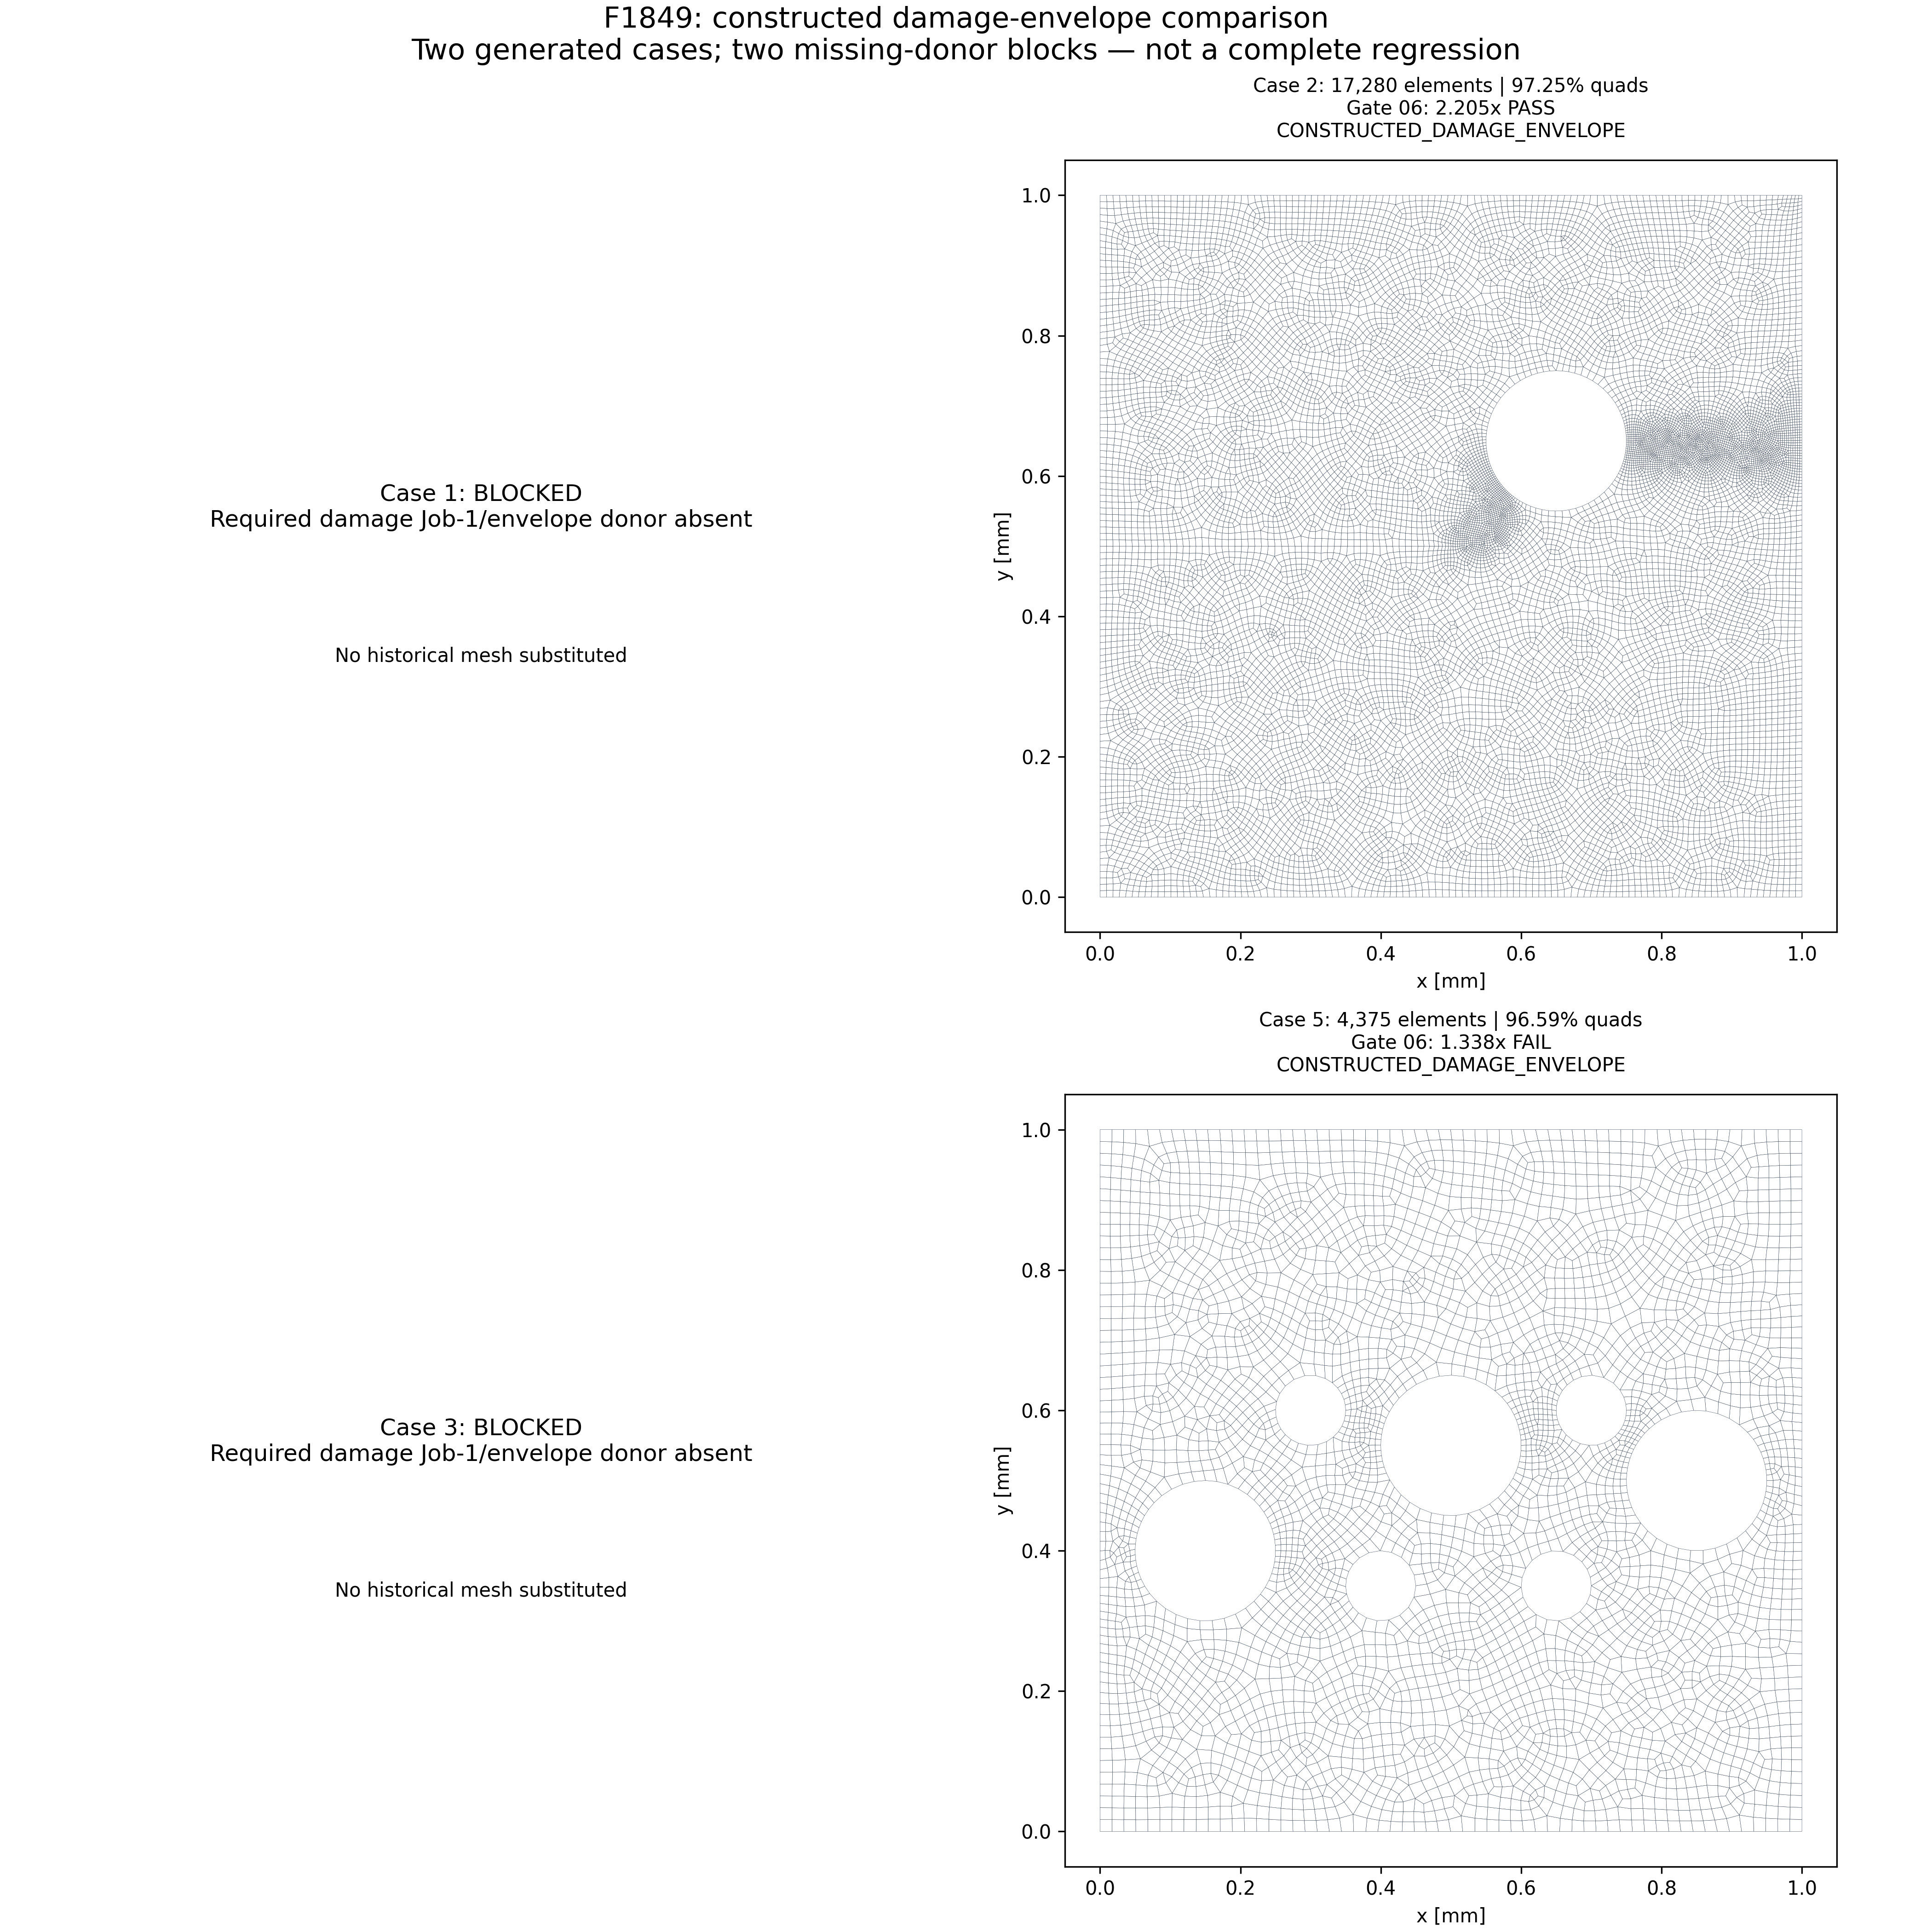 F1849: constructed damage-envelope comparison
Two generated cases; two missing-donor blocks — not a complete regression
Case 1: BLOCKED
Required damage Job-1/envelope donor absent
No historical mesh substituted
Case 2: 17,280 elements | 97.25% quads
Gate 06: 2.205x PASS
CONSTRUCTED_DAMAGE_ENVELOPE
1.0
0.8
0.6
0.4
0.2
0.0
y [mm]
0.0 0.2 0.4 0.6 0.8 1.0
x [mm]
Case 3: BLOCKED
Required damage Job-1/envelope donor absent
No historical mesh substituted
Case 5: 4,375 elements | 96.59% quads
Gate 06: 1.338x FAIL
CONSTRUCTED_DAMAGE_ENVELOPE
1.0
0.8
0.6
0.4
0.2
0.0
y [mm]
0.0 0.2 0.4 0.6 0.8 1.0
x [mm]